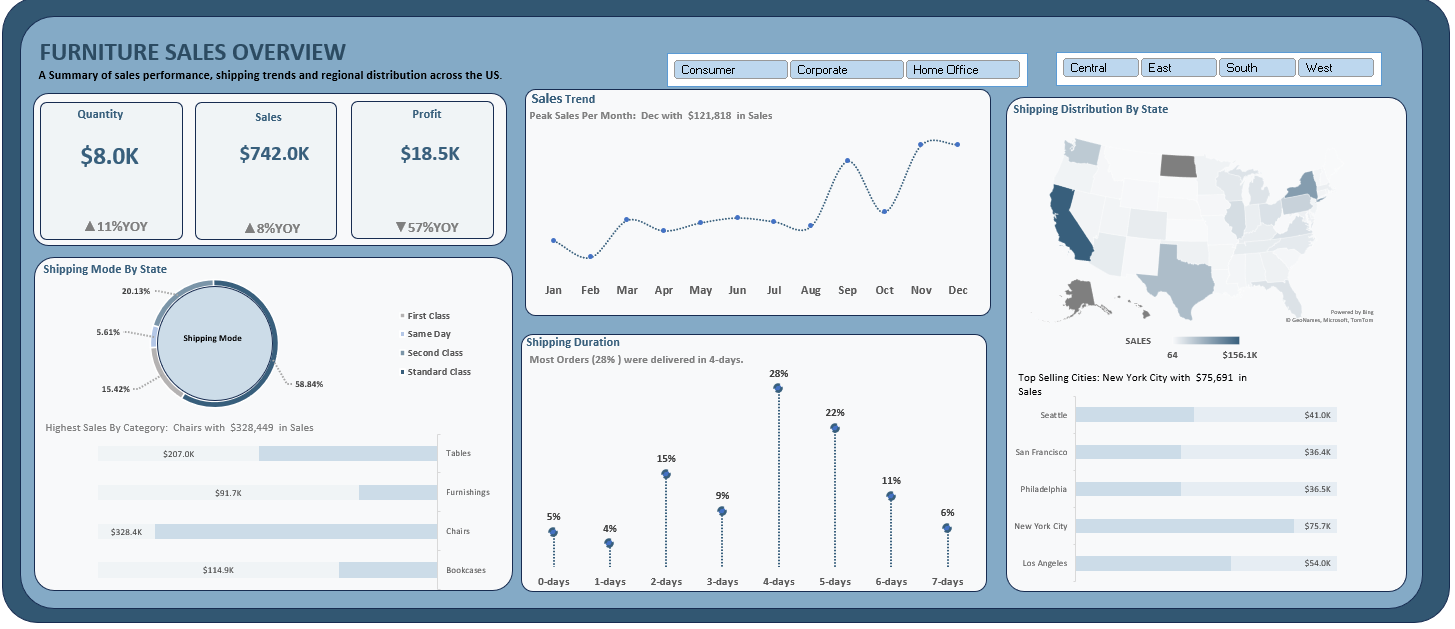 FURNITURE SALES OVERVIEW
A Summary of sales performance, shipping trends and regional distribution across the US.
Consumer Corporate Home Office
Central East South West
Quantity
$8.0K
▲11%YOY
Sales
$742.0K
▲8%YOY
Profit
$18.5K
▼57%YOY
Sales Trend
Peak Sales Per Month: Dec with $121,818 in Sales
Jan Feb Mar Apr May Jun Jul Aug Sep Oct Nov Dec
Shipping Distribution By State
Powered by Bing
© GeoNames, Microsoft, TomTom
SALES
64 $156.1K
Shipping Mode By State
20.13%
5.61%
15.42%
58.84%
Shipping Mode
First Class
Same Day
Second Class
Standard Class
Highest Sales By Category: Chairs with $328,449 in Sales
$207.0K Tables
$91.7K Furnishings
$328.4K Chairs
$114.9K Bookcases
Shipping Duration
Most Orders (28% ) were delivered in 4-days.
5% 4% 15% 9% 28% 22% 11% 6%
0-days 1-days 2-days 3-days 4-days 5-days 6-days 7-days
Top Selling Cities: New York City with $75,691 in
Sales
Seattle $41.0K
San Francisco $36.4K
Philadelphia $36.5K
New York City $75.7K
Los Angeles $54.0K